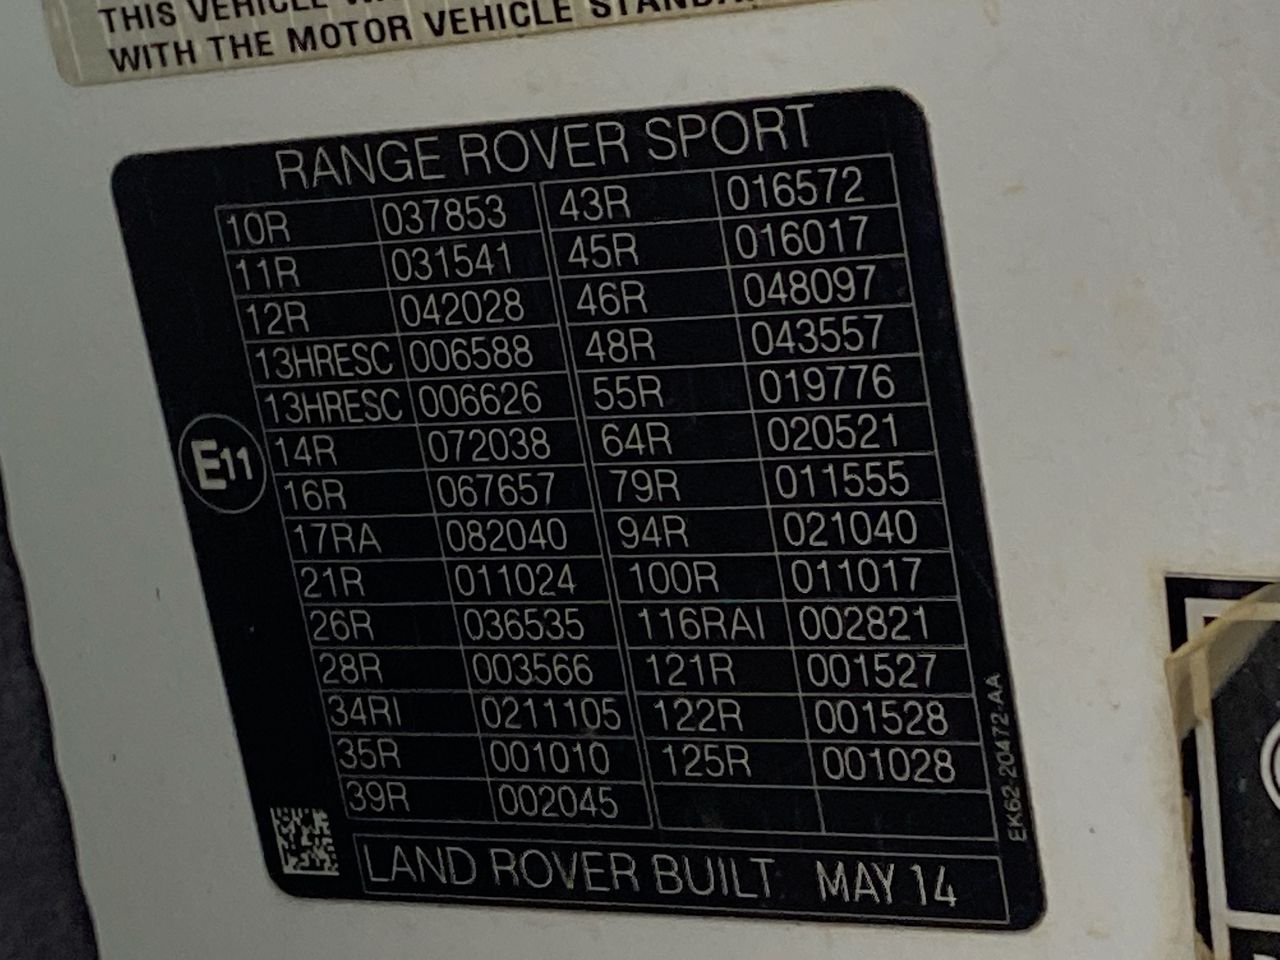 THIS VEHICLE
WITH THE MOTOR VEHICLE
RANGE ROVER SPORT
10R 037853 43R 016572
11R 031541 45R 016017
12R 042028 46R 048097
13HRESC 006588 48R 043557
13HRESC 006626 55R 019776
14R 072038 64R 020521
16R 067657 79R 011555
17RA 082040 94R 021040
21R 011024 100R 011017
26R 036535 116RAI 002821
28R 003566 121R 001527
34RI 0211105 122R 001528
35R 001010 125R 001028
39R 002045
E11
LAND ROVER BUILT MAY 14
EK62-20472-AA